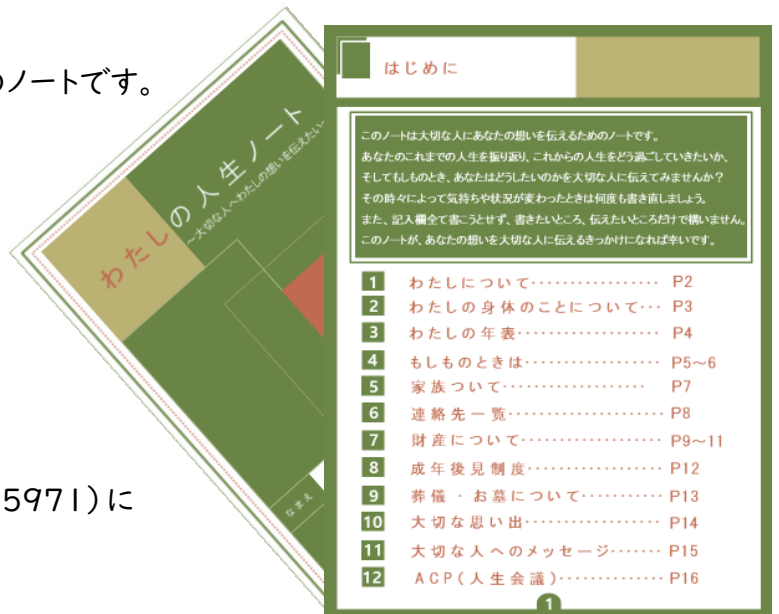 のノートです。
わたしの人生ノート
～大切な人へわたしの想いを伝えたい～
なまえ
5971)に
はじめに
このノートは大切な人にあなたの想いを伝えるためのノートです。
あなたのこれまでの人生を振り返り、これからの人生をどう過ごしていきたいか、
そしてもしものとき、あなたはどうしたいのかを大切な人に伝えてみませんか？
その時々によって気持ちや状況が変わったときは何度も書き直しましょう。
また、記入欄全て書こうとせず、書きたいところ、伝えたいところだけで構いません。
このノートが、あなたの想いを大切な人に伝えるきっかけになれば幸いです。
1 わたしについて・・・・・・・・・・・・・・・・・ P2
2 わたしの身体のことについて・・・ P3
3 わたしの年表・・・・・・・・・・・・・・・・・・ P4
4 もしものときは・・・・・・・・・・・・・・・・・ P5～6
5 家族ついて・・・・・・・・・・・・・・・・・・ P7
6 連絡先一覧・・・・・・・・・・・・・・・・・・・・ P8
7 財産について・・・・・・・・・・・・・・・・・・ P9～11
8 成年後見制度・・・・・・・・・・・・・・・・・ P12
9 葬儀・お墓について・・・・・・・・・・ P13
10 大切な思い出・・・・・・・・・・・・・・・・・ P14
11 大切な人へのメッセージ・・・・・・ P15
12 ACP(人生会議)・・・・・・・・・・・・・ P16
1